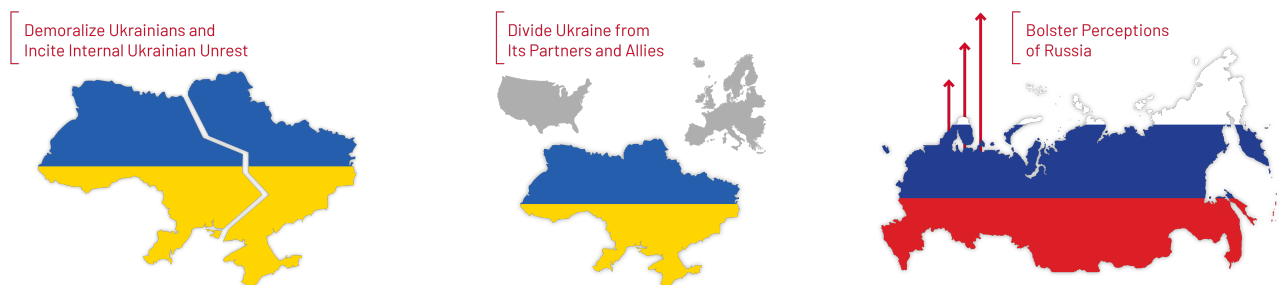 Demoralize Ukrainians and
Incite Internal Ukrainian Unrest
Divide Ukraine from
Its Partners and Allies
Bolster Perceptions
of Russia